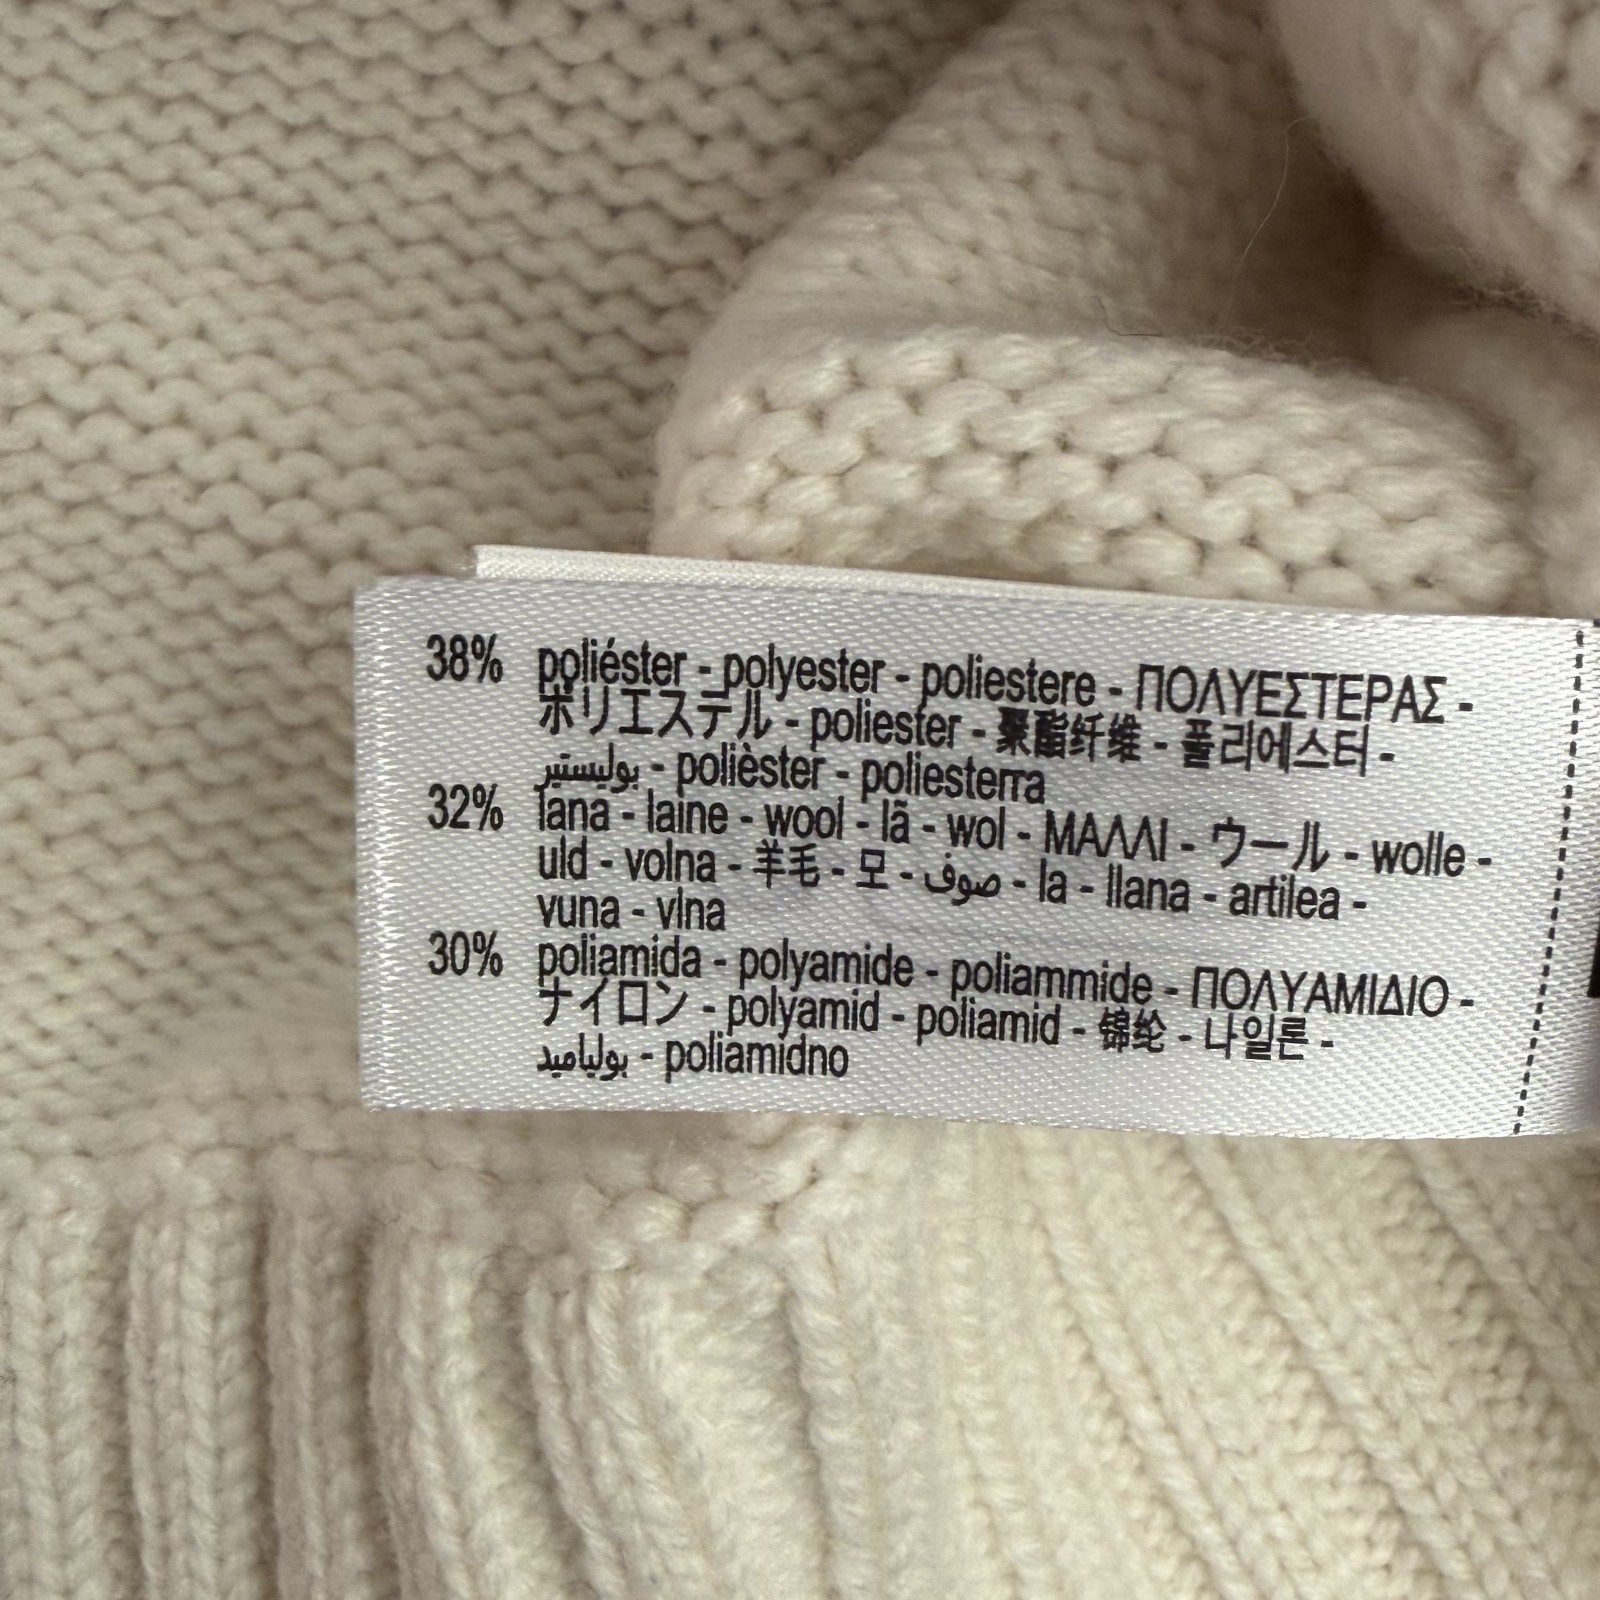 38% poliéster - polyester - poliestere - ΠΟΛΥΕΣΤΕΡΑΣ -
ポリエステル - poliester - 聚酯纤维 - 폴리에스터 -
بوليستير - polièster - poliesterra
32% lana - laine - wool - lã - wol - ΜΑΛΛΙ - ウール - wolle -
uld - volna - 羊毛 - 모 - صوف - la - llana - artilea -
vuna - vlna
30% poliamida - polyamide - poliammide - ΠΟΛΥΑΜΙΔΙΟ -
ナイロン - polyamid - poliamid - 锦纶 - 나일론 -
بولياميد - poliamidno